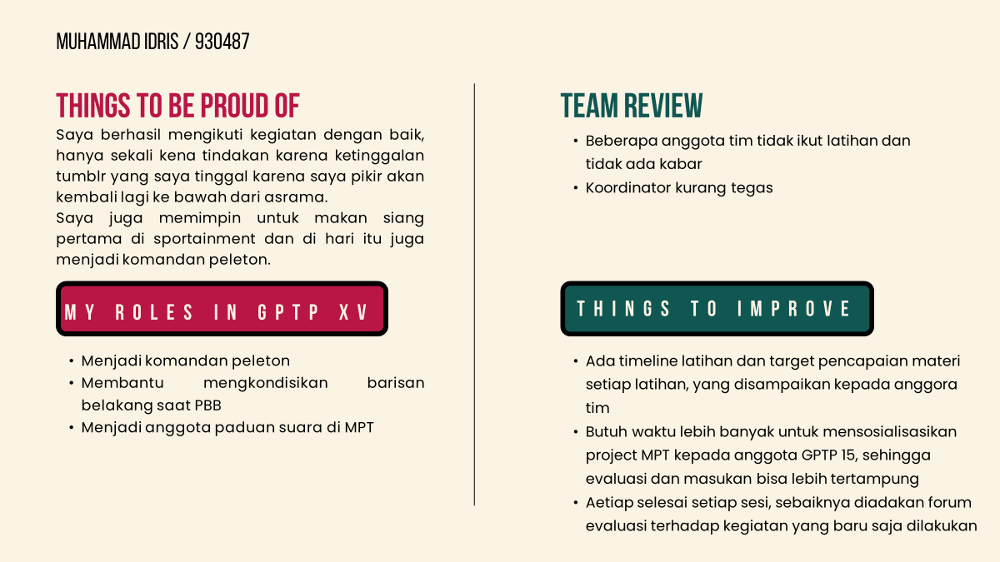 MUHAMMAD IDRIS / 930487
THINGS TO BE PROUD OF
Saya berhasil mengikuti kegiatan dengan baik,
hanya sekali kena tindakan karena ketinggalan
tumblr yang saya tinggal karena saya pikir akan
kembali lagi ke bawah dari asrama.
Saya juga memimpin untuk makan siang
pertama di sportainment dan di hari itu juga
menjadi komandan peleton.
MY ROLES IN GPTP XV
• Menjadi komandan peleton
• Membantu mengkondisikan barisan
belakang saat PBB
• Menjadi anggota paduan suara di MPT
TEAM REVIEW
• Beberapa anggota tim tidak ikut latihan dan
tidak ada kabar
• Koordinator kurang tegas
THINGS TO IMPROVE
• Ada timeline latihan dan target pencapaian materi
setiap latihan, yang disampaikan kepada anggora
tim
• Butuh waktu lebih banyak untuk mensosialisasikan
project MPT kepada anggota GPTP 15, sehingga
evaluasi dan masukan bisa lebih tertampung
• Aetiap selesai setiap sesi, sebaiknya diadakan forum
evaluasi terhadap kegiatan yang baru saja dilakukan